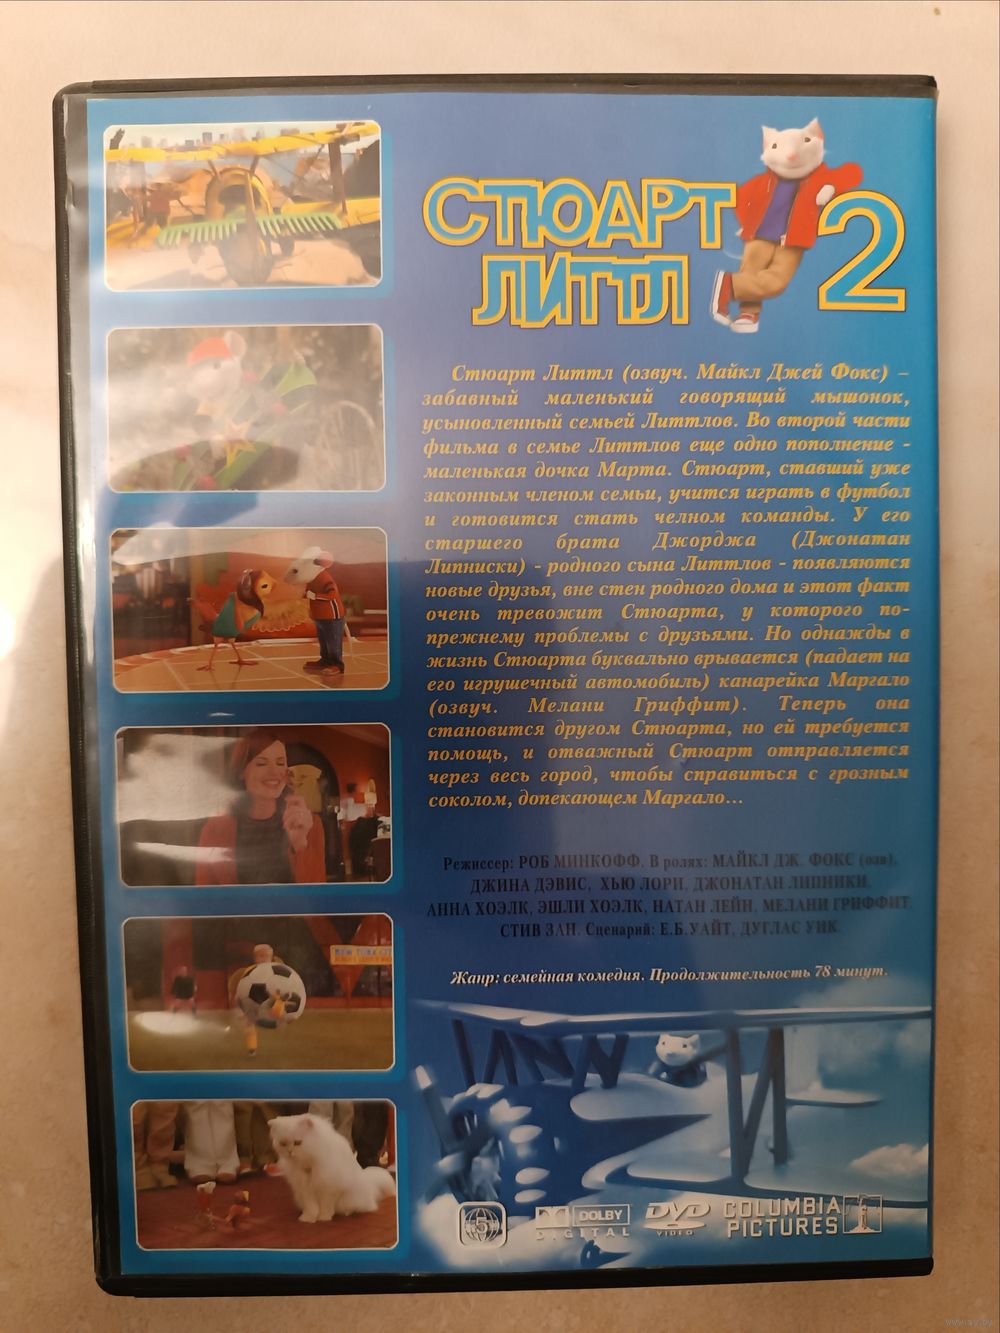 СТЮАРТ
ЛИТТЛ
2
Стюарт Литтл (озвуч. Майкл Джей Фокс) –
забавный маленький говорящий мышонок,
усыновленный семьей Литтлов. Во второй части
фильма в семье Литтлов еще одно пополнение -
маленькая дочка Марта. Стюарт, ставший уже
законным членом семьи, учится играть в футбол
и готовится стать челном команды. У его
старшего брата Джорджа (Джонатан
Липниски) - родного сына Литтлов - появляются
новые друзья, вне стен родного дома и этот факт
очень тревожит Стюарта, у которого по-
прежнему проблемы с друзьями. Но однажды в
жизнь Стюарта буквально врывается (падает на
его игрушечный автомобиль) канарейка Маргало
(озвуч. Мелани Гриффит). Теперь она
становится другом Стюарта, но ей требуется
помощь, и отважный Стюарт отправляется
через весь город, чтобы справиться с грозным
соколом, допекающем Маргало...
Режиссер: РОБ МИНКОФФ. В ролях: МАЙКЛ ДЖ. ФОКС (озв),
ДЖИНА ДЭВИС, ХЬЮ ЛОРИ, ДЖОНАТАН ЛИПНИКИ,
АННА ХОЭЛК, ЭШЛИ ХОЭЛК, НАТАН ЛЕЙН, МЕЛАНИ ГРИФФИТ,
СТИВ ЗАН. Сценарий: Е.Б.УАЙТ, ДУГЛАС УИК.
Жанр: семейная комедия. Продолжительность 78 минут.
5
DOLBY
DIGITAL
DVD
VIDEO
COLUMBIA
PICTURES